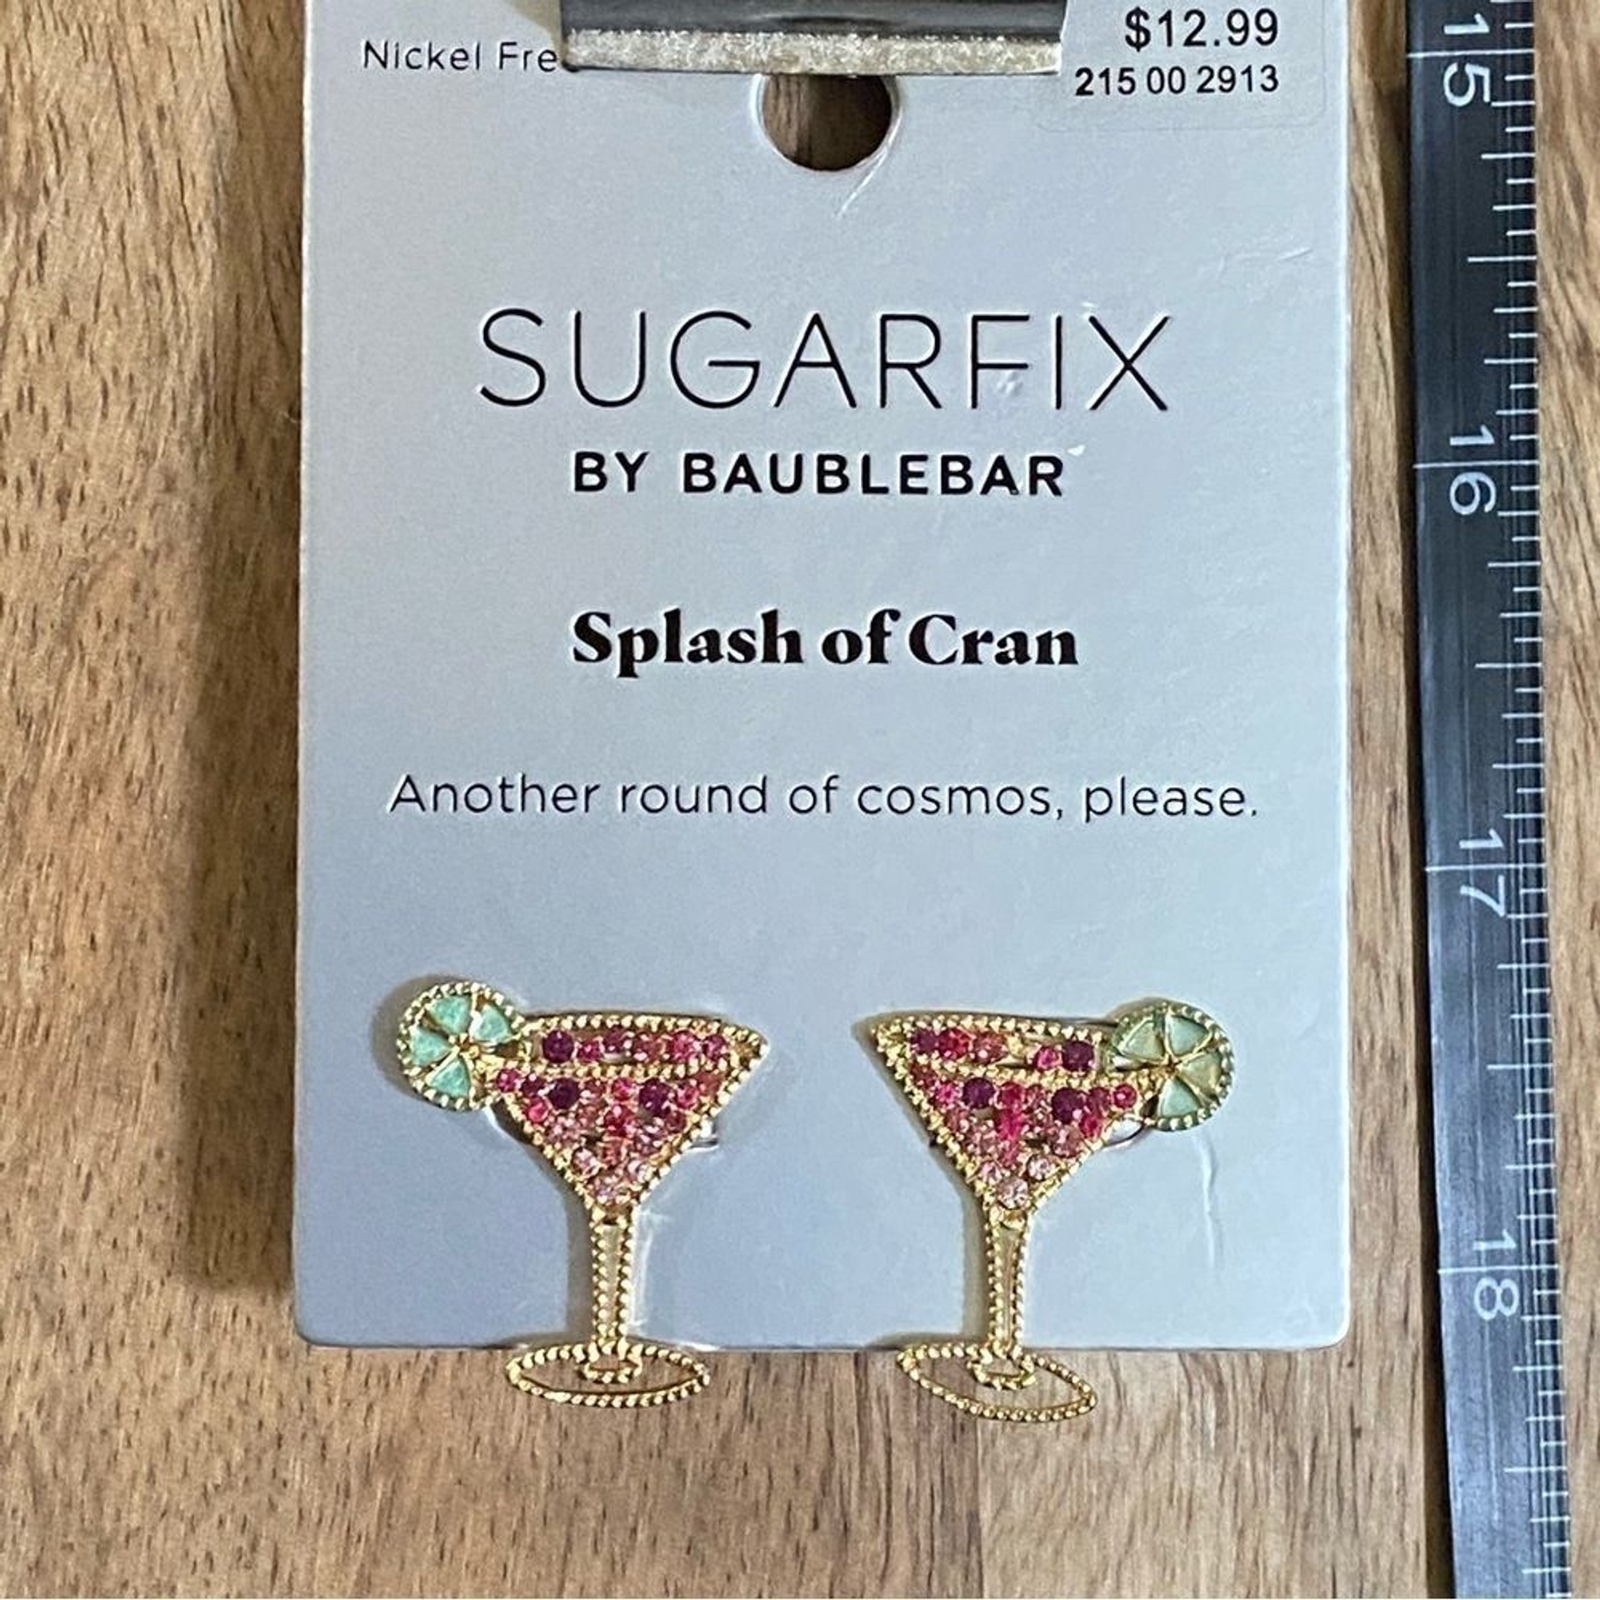 Nickel Fre
$12.99
215 00 2913
SUGARFIX
BY BAUBLEBAR
Splash of Cran
Another round of cosmos, please.
15
16
17
18